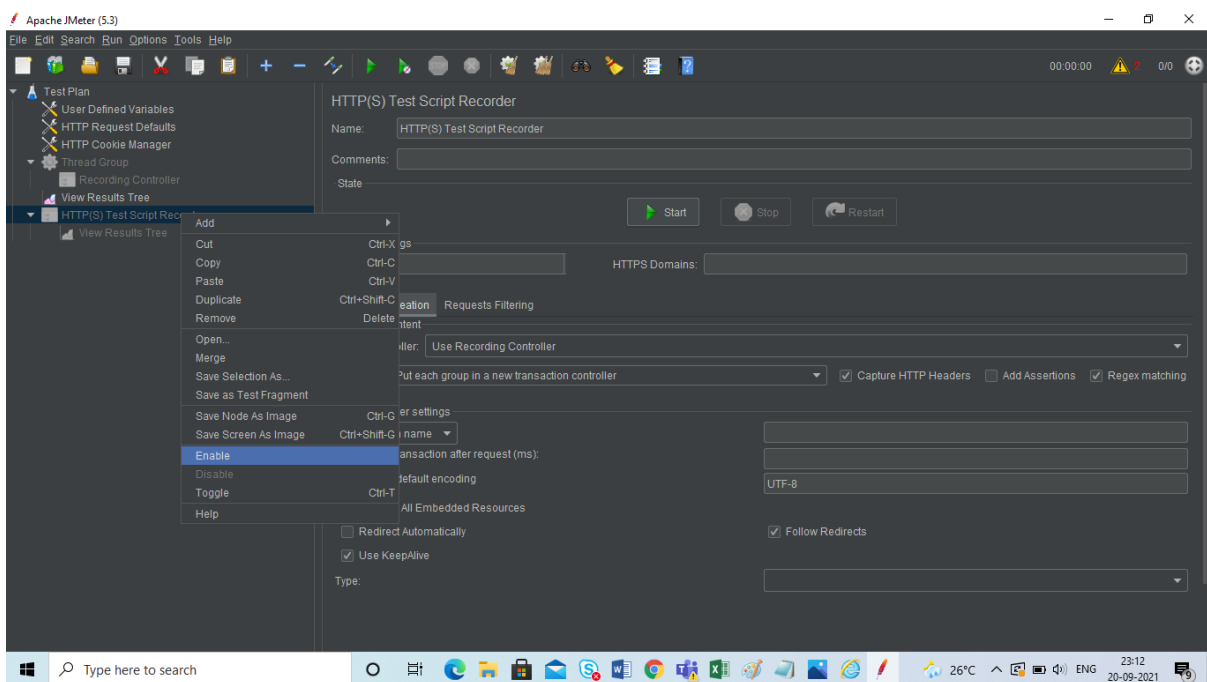 Apache JMeter (5.3)
File Edit Search Run Options Tools Help
00:00:00 2 0/0
Test Plan
User Defined Variables
HTTP Request Defaults
HTTP Cookie Manager
Thread Group
Recording Controller
View Results Tree
HTTP(S) Test Script Reco
View Results Tree
Add
Cut Ctrl-X
Copy Ctrl-C
Paste Ctrl-V
Duplicate Ctrl+Shift-C
Remove Delete
Open...
Merge
Save Selection As...
Save as Test Fragment
Save Node As Image Ctrl-G
Save Screen As Image Ctrl+Shift-G
Enable
Disable
Toggle Ctrl-T
Help
HTTP(S) Test Script Recorder
Name: HTTP(S) Test Script Recorder
Comments:
State
Start Stop Restart
gs
HTTPS Domains:
eation Requests Filtering
ntent
ller: Use Recording Controller
Put each group in a new transaction controller Capture HTTP Headers Add Assertions Regex matching
er settings
name
ansaction after request (ms):
default encoding UTF-8
All Embedded Resources
Redirect Automatically Follow Redirects
Use KeepAlive
Type:
Type here to search
26°C ENG 23:12
20-09-2021